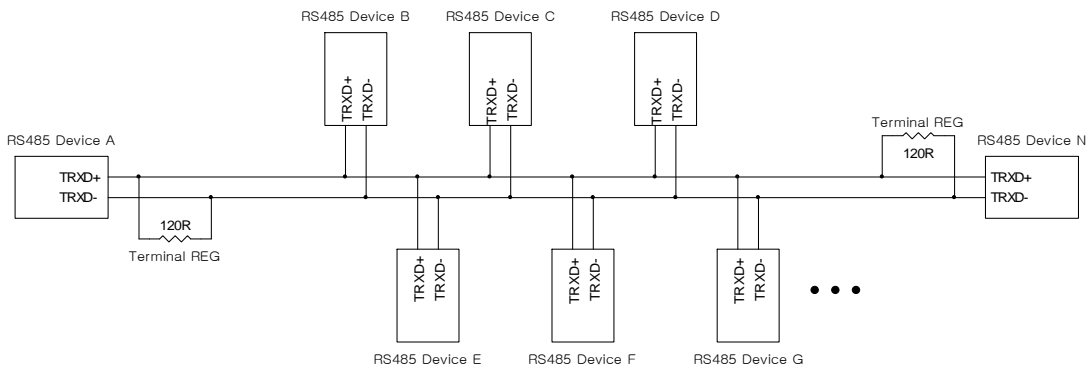 RS485 Device B
RS485 Device C
RS485 Device D
TRXD+
TRXD-
TRXD+
TRXD-
TRXD+
TRXD-
RS485 Device A
Terminal REG
RS485 Device N
120R
TRXD+
TRXD-
TRXD+
TRXD-
120R
Terminal REG
TRXD+
TRXD-
TRXD+
TRXD-
TRXD+
TRXD-
RS485 Device E
RS485 Device F
RS485 Device G